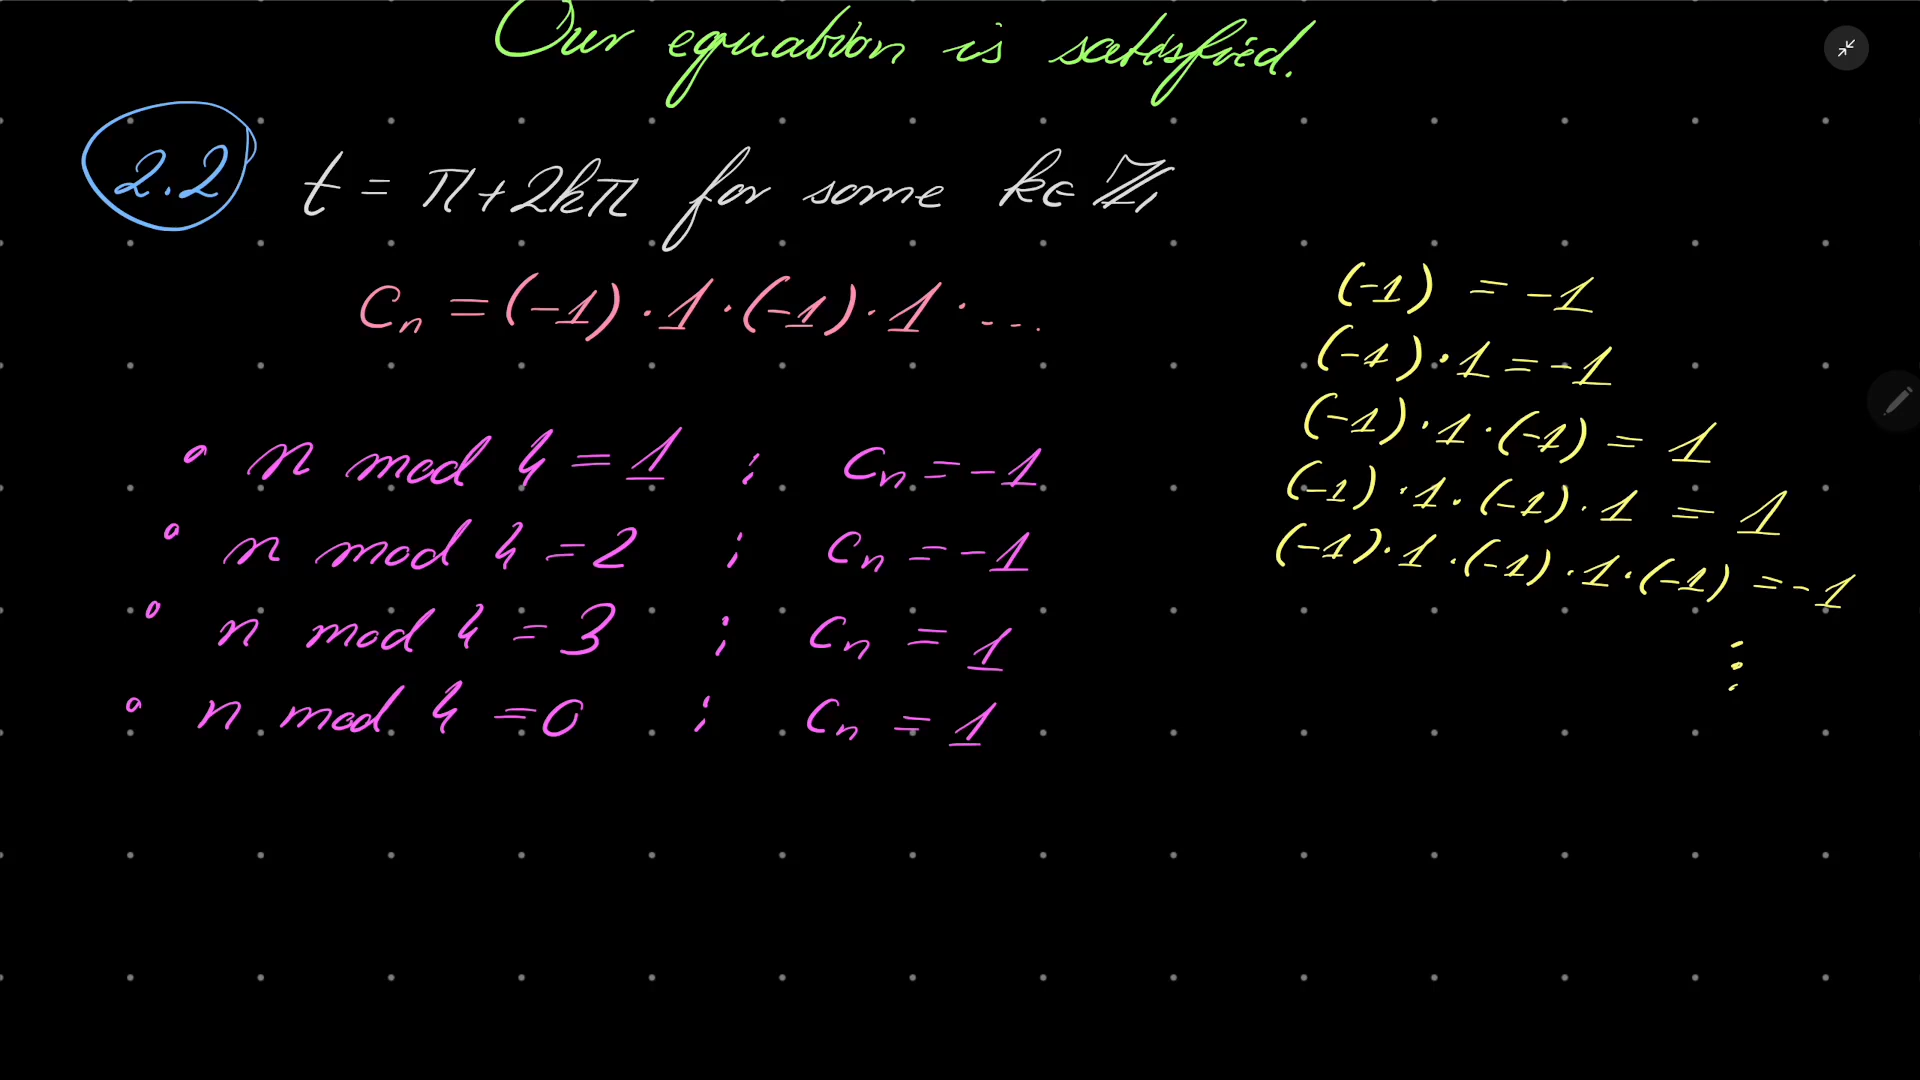 Our equation is satisfied.
2.2 t = π+2kπ for some k∈ℤ
Cn = (-1)·1·(-1)·1·...
• n mod 4 = 1 ; Cn = -1
• n mod 4 = 2 ; Cn = -1
• n mod 4 = 3 ; Cn = 1
• n mod 4 = 0 ; Cn = 1
(-1) = -1
(-1)·1 = -1
(-1)·1·(-1) = 1
(-1)·1·(-1)·1 = 1
(-1)·1·(-1)·1·(-1) = -1
⋮